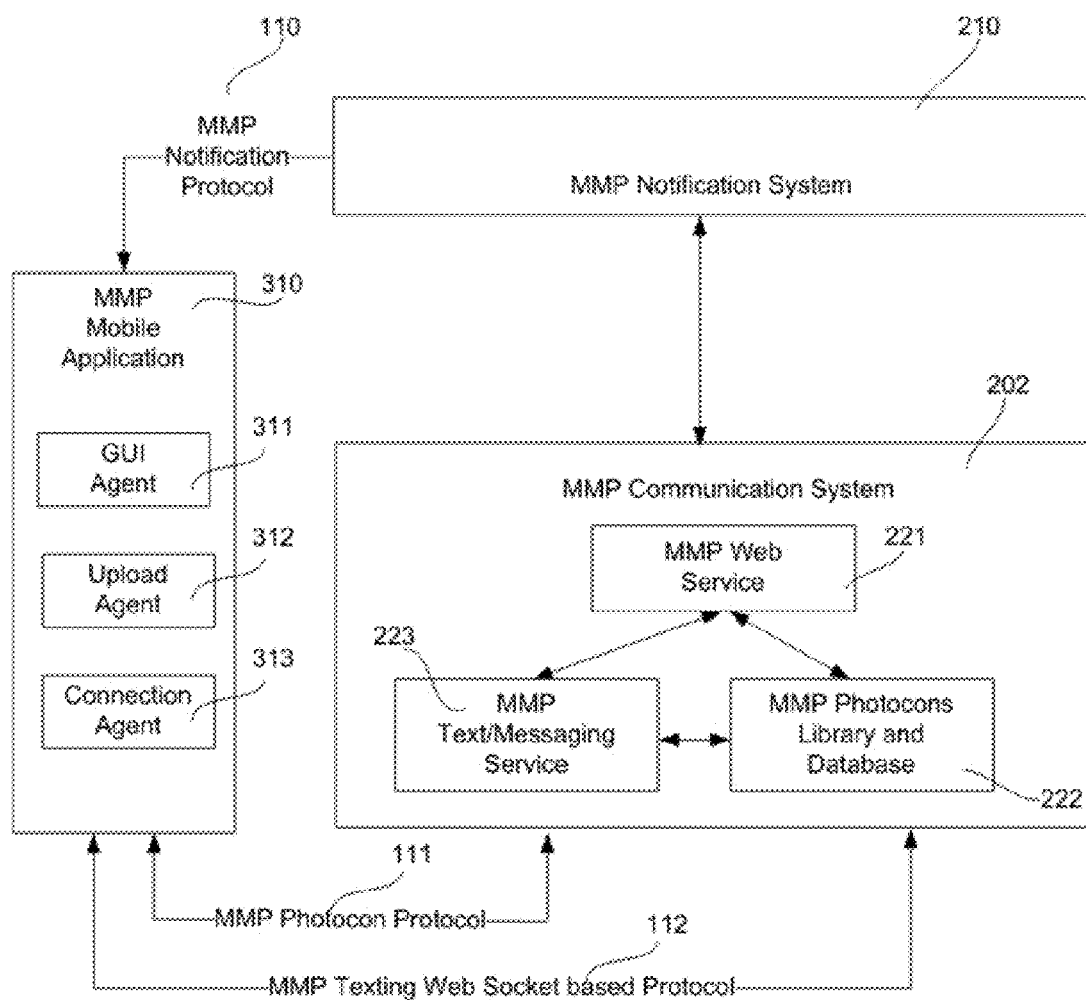 110
210
MMP
Notification
Protocol
MMP Notification System
310
MMP
Mobile
Application
202
311
GUI
Agent
MMP Communication System
312
Upload
Agent
MMP Web
Service
221
313
Connection
Agent
223
MMP
Text/Messaging
Service
MMP Photocons
Library and
Database
222
111
MMP Photocon Protocol
112
MMP Texting Web Socket based Protocol